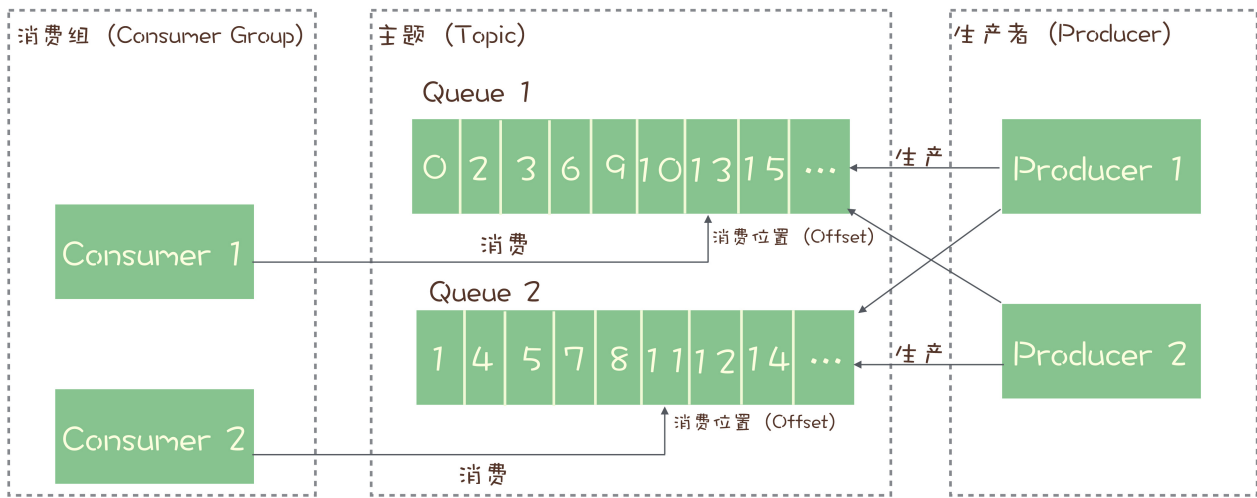 消费组 (Consumer Group)
Consumer 1
Consumer 2
消费
消费
主题 (Topic)
Queue 1
0 2 3 6 9 10 13 15 ...
消费位置 (Offset)
Queue 2
1 4 5 7 8 11 12 14 ...
消费位置 (Offset)
生产
生产
生产者 (Producer)
Producer 1
Producer 2